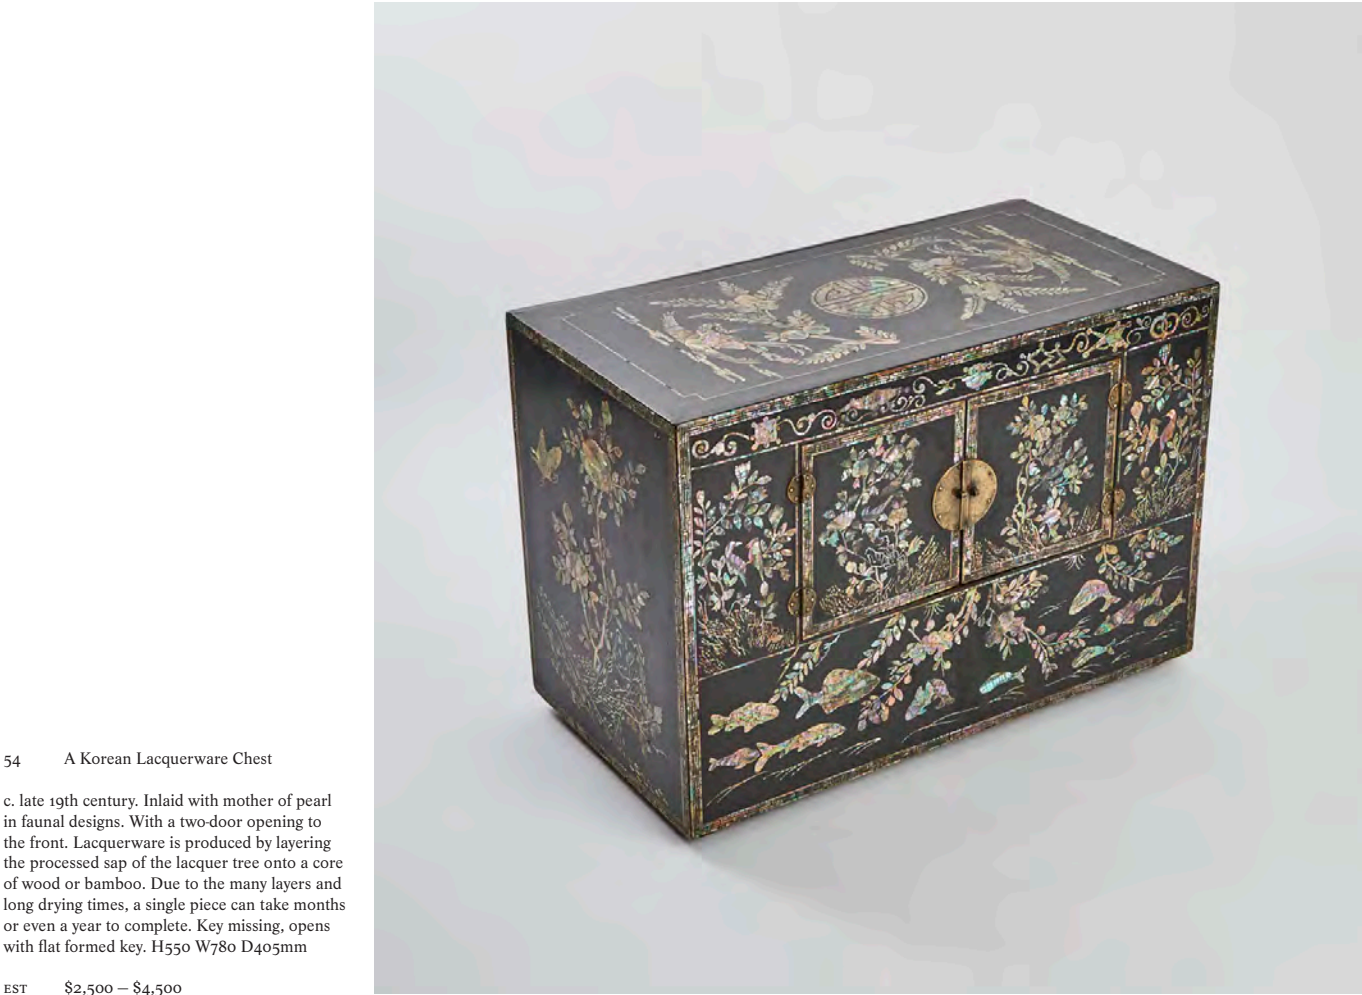 54 A Korean Lacquerware Chest
c. late 19th century. Inlaid with mother of pearl
in faunal designs. With a two-door opening to
the front. Lacquerware is produced by layering
the processed sap of the lacquer tree onto a core
of wood or bamboo. Due to the many layers and
long drying times, a single piece can take months
or even a year to complete. Key missing, opens
with flat formed key. H550 W780 D405mm
EST $2,500 – $4,500